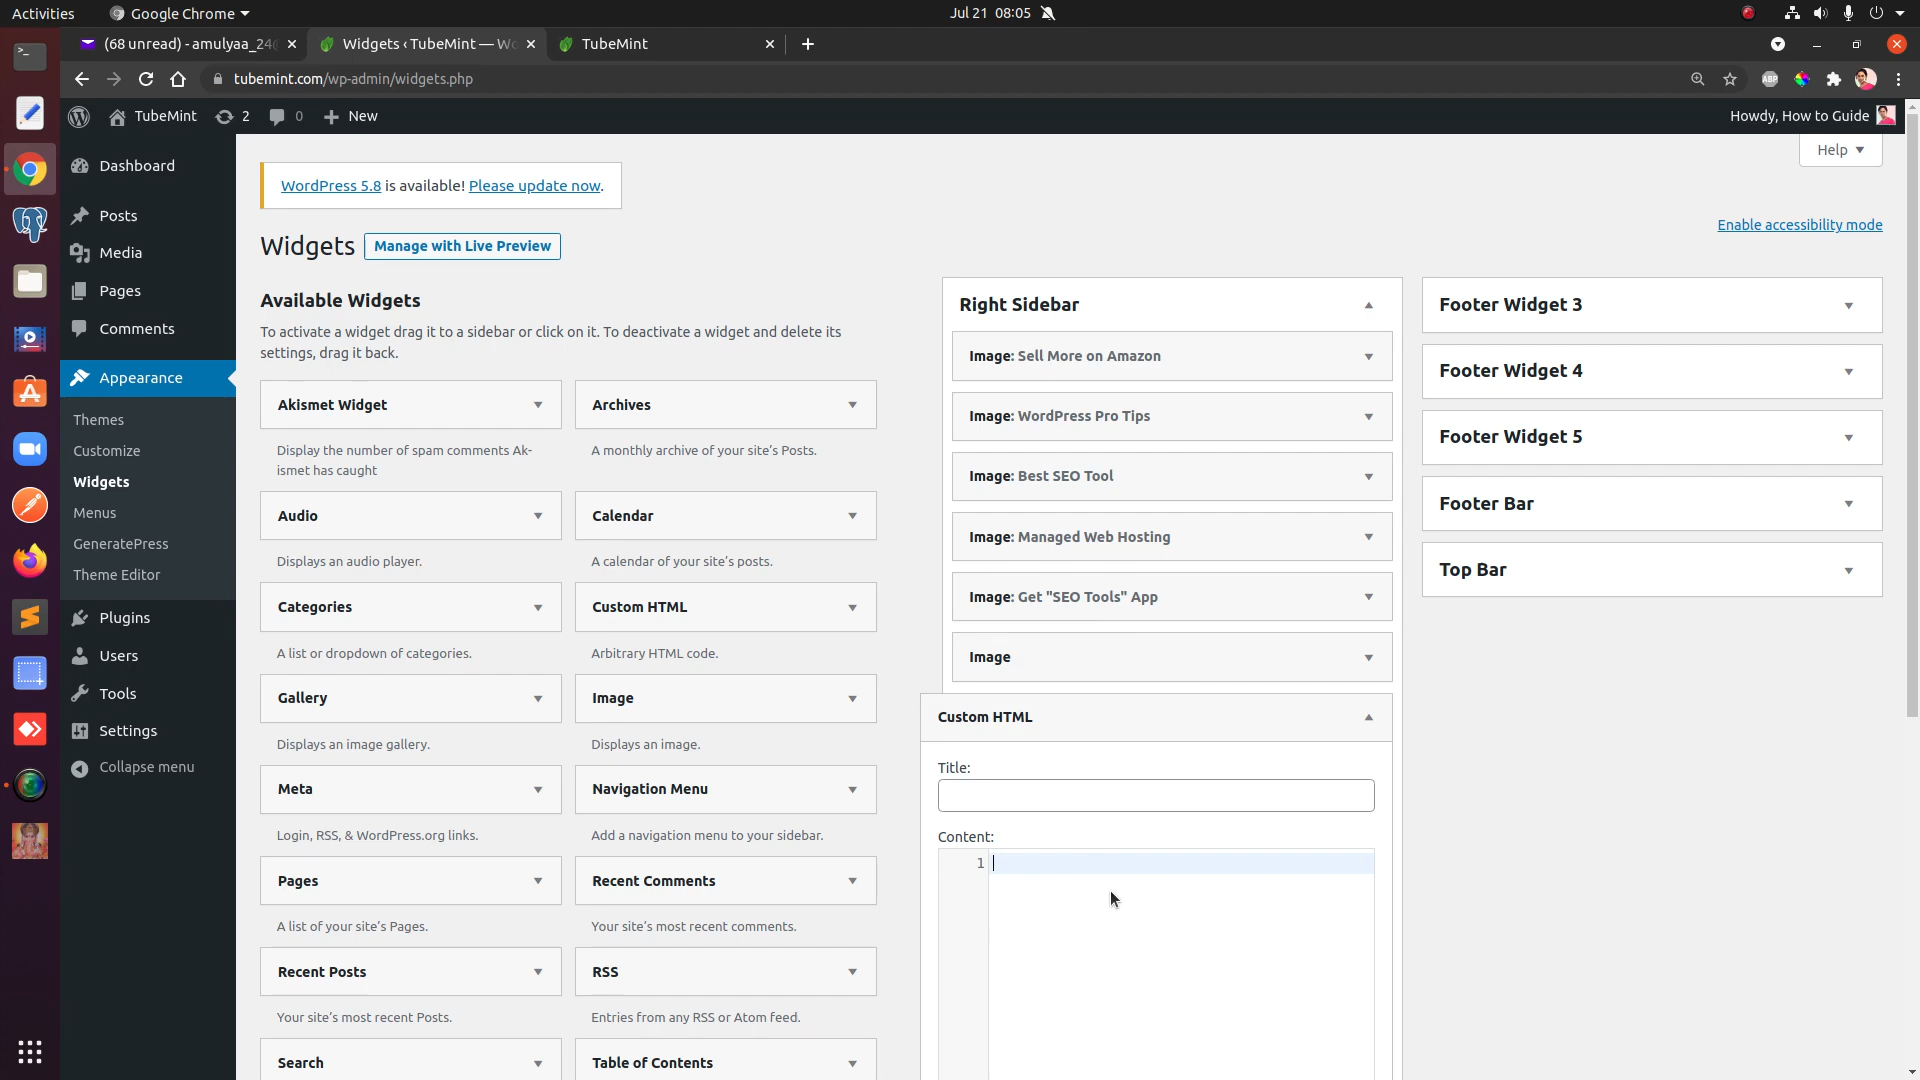 Activities
Google Chrome
Jul 21 08:05
(68 unread) - amulyaa_24
Widgets ‹ TubeMint — Wo
TubeMint
tubemint.com/wp-admin/widgets.php
ABP
TubeMint
2
0
New
Howdy, How to Guide
Dashboard
Posts
Media
Pages
Comments
Appearance
Themes
Customize
Widgets
Menus
GeneratePress
Theme Editor
Plugins
Users
Tools
Settings
Collapse menu
Help
WordPress 5.8 is available! Please update now.
Enable accessibility mode
Widgets
Manage with Live Preview
Available Widgets
To activate a widget drag it to a sidebar or click on it. To deactivate a widget and delete its
settings, drag it back.
Akismet Widget
Display the number of spam comments Ak-
ismet has caught
Archives
A monthly archive of your site's Posts.
Audio
Displays an audio player.
Calendar
A calendar of your site's posts.
Categories
A list or dropdown of categories.
Custom HTML
Arbitrary HTML code.
Gallery
Displays an image gallery.
Image
Displays an image.
Meta
Login, RSS, & WordPress.org links.
Navigation Menu
Add a navigation menu to your sidebar.
Pages
A list of your site's Pages.
Recent Comments
Your site's most recent comments.
Recent Posts
Your site's most recent Posts.
RSS
Entries from any RSS or Atom feed.
Search
Table of Contents
Right Sidebar
Image: Sell More on Amazon
Image: WordPress Pro Tips
Image: Best SEO Tool
Image: Managed Web Hosting
Image: Get "SEO Tools" App
Image
Custom HTML
Title:
Content:
1
Footer Widget 3
Footer Widget 4
Footer Widget 5
Footer Bar
Top Bar